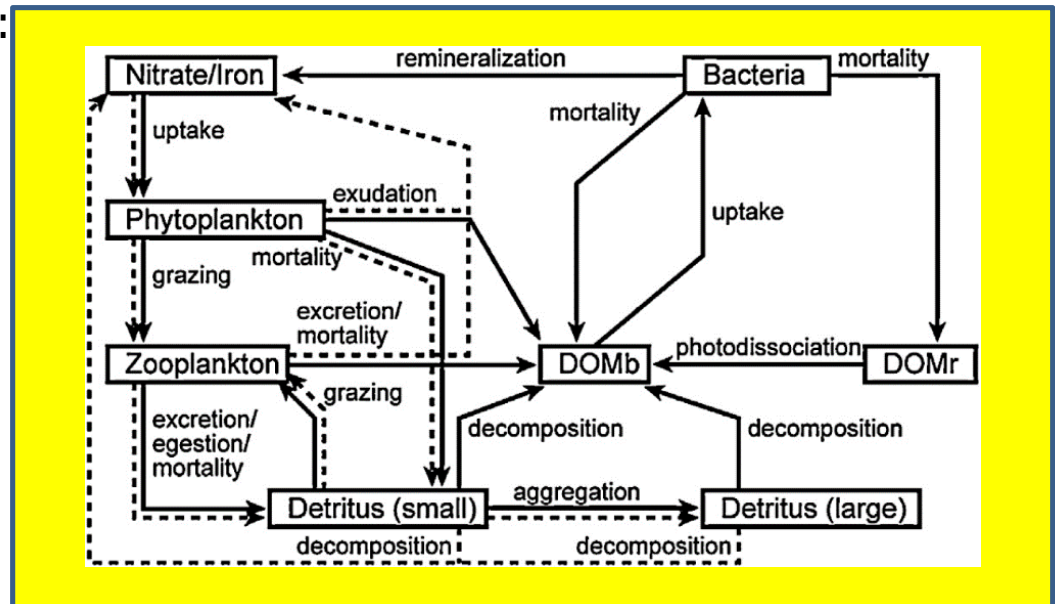 :
remineralization
mortality
Nitrate/Iron
Bacteria
mortality
uptake
exudation
uptake
Phytoplankton
mortality
grazing
excretion/
mortality
photodissociation
Zooplankton
DOMb
DOMr
grazing
excretion/
egestion/
mortality
decomposition
decomposition
aggregation
Detritus (small)
Detritus (large)
decomposition
decomposition